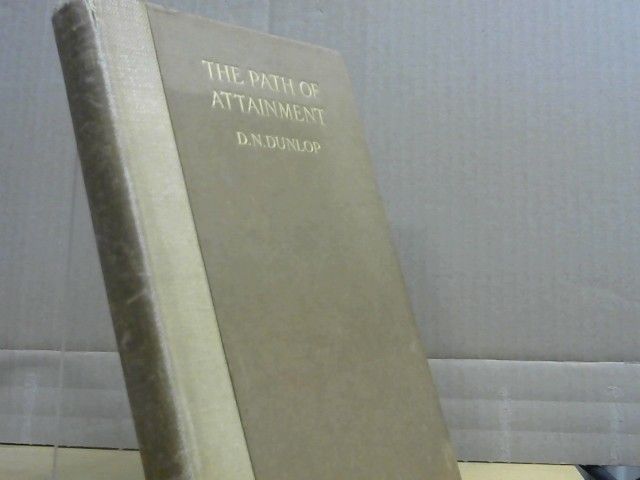 THE PATH OF
ATTAINMENT
D.N.DUNLOP